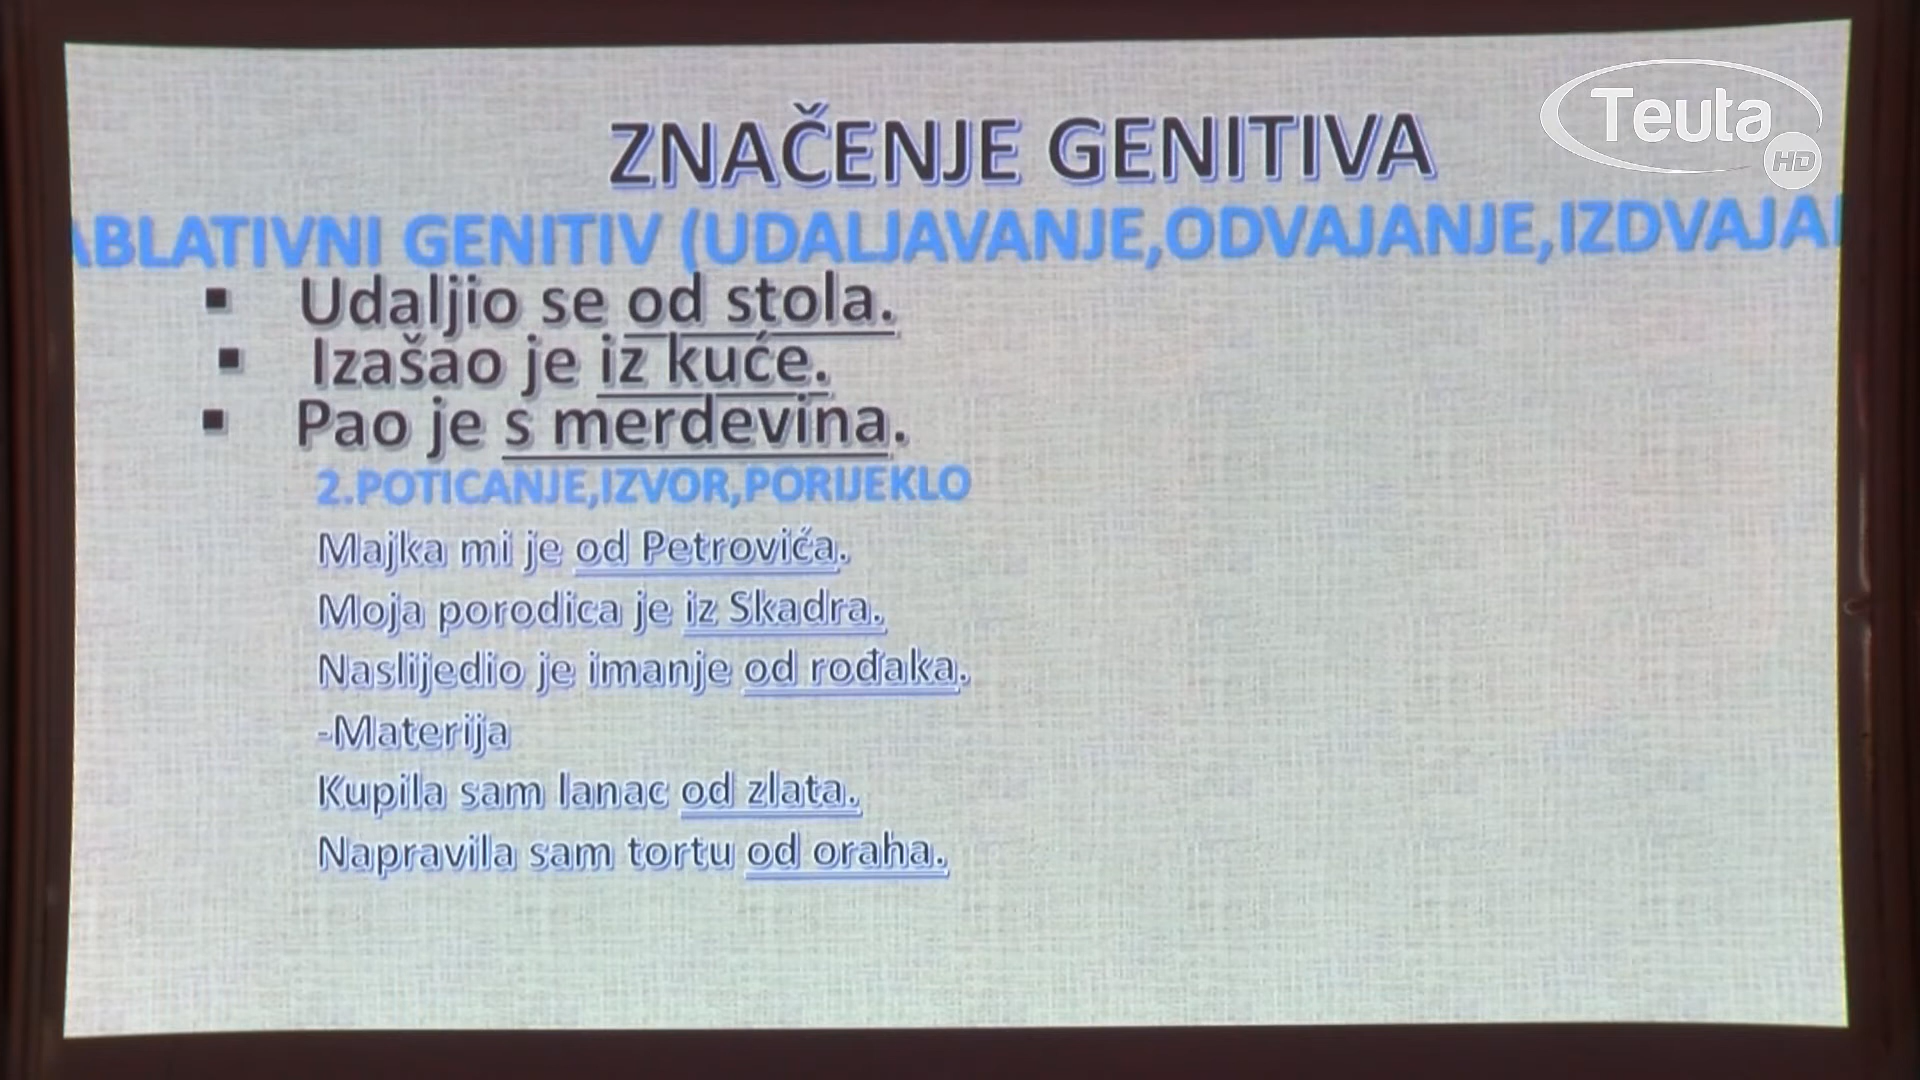 ZNAČENJE GENITIVA
Teuta
HD
ABLATIVNI GENITIV (UDALJAVANJE,ODVAJANJE,IZDVAJA
▪ Udaljio se od stola.
▪ Izašao je iz kuće.
▪ Pao je s merdevina.
2.POTICANJE,IZVOR,PORIJEKLO
Majka mi je od Petrovića.
Moja porodica je iz Skadra.
Naslijedio je imanje od rođaka.
-Materija
Kupila sam lanac od zlata.
Napravila sam tortu od oraha.